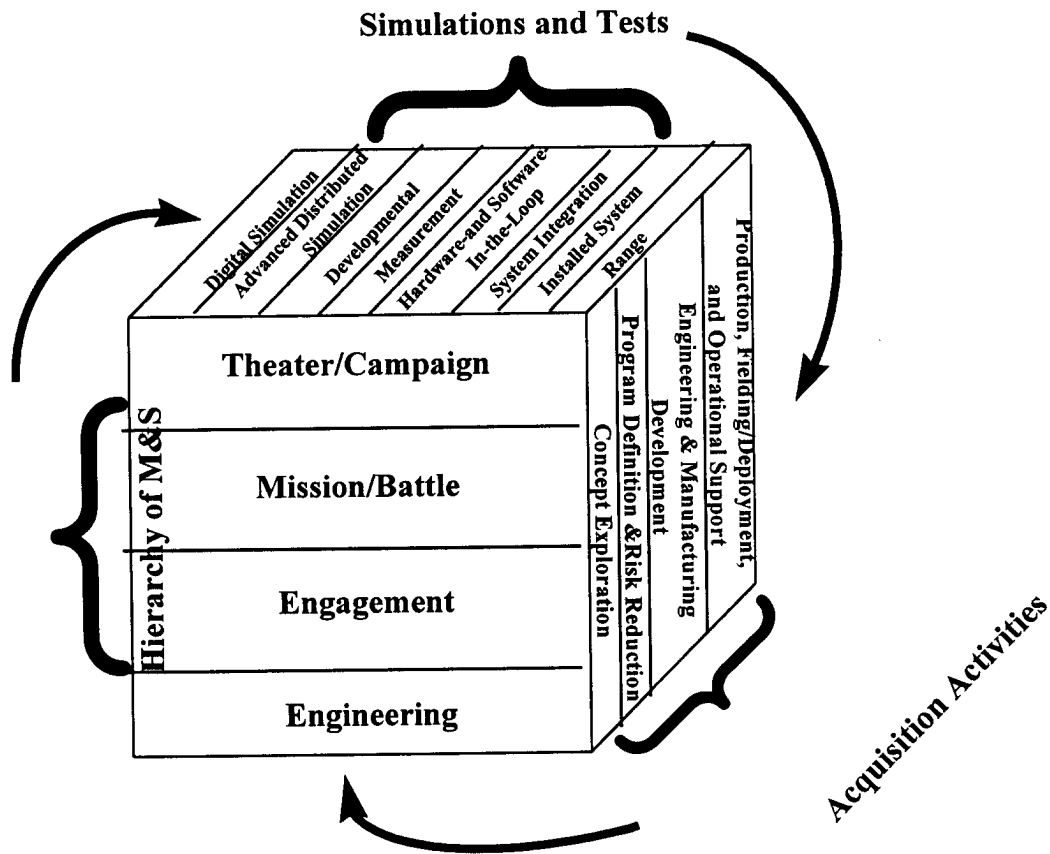 Simulations and Tests
Digital Simulation
Advanced Distributed
Simulation
Developmental
Measurement
Hardware-and Software-
In-the-Loop
System Integration
Installed System
Range
Theater/Campaign
Mission/Battle
Engagement
Engineering
Hierarchy of M&S
Concept Exploration
Program Definition &Risk Reduction
Engineering & Manufacturing
Development
Production, Fielding/Deployment,
and Operational Support
Acquisition Activities